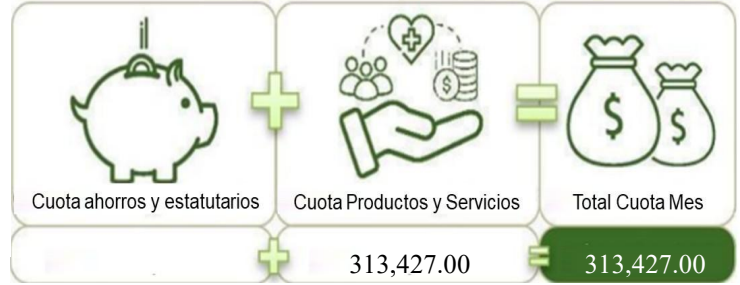 Cuota ahorros y estatutarios
Cuota Productos y Servicios
Total Cuota Mes
313,427.00
313,427.00